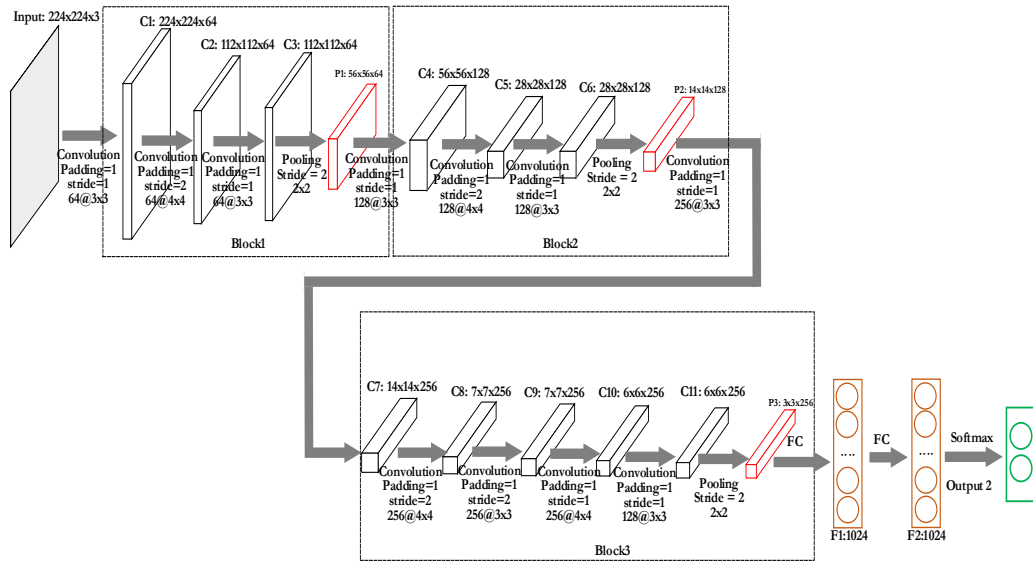 Input: 224x224x3
C1: 224x224x64
C2: 112x112x64
C3: 112x112x64
P1: 56x56x64
Convolution
Padding=1
stride=1
64@3x3
Convolution
Padding=1
stride=2
64@4x4
Convolution
Padding=1
stride=1
64@3x3
Pooling
Stride = 2
2x2
Convolution
Padding=1
stride=1
128@3x3
Block1
C4: 56x56x128
C5: 28x28x128
C6: 28x28x128
P2: 14x14x128
Convolution
Padding=1
stride=2
128@4x4
Convolution
Padding=1
stride=1
128@3x3
Pooling
Stride = 2
2x2
Convolution
Padding=1
stride=1
256@3x3
Block2
C7: 14x14x256
C8: 7x7x256
C9: 7x7x256
C10: 6x6x256
C11: 6x6x256
P3: 3x3x256
Convolution
Padding=1
stride=2
256@4x4
Convolution
Padding=1
stride=2
256@3x3
Convolution
Padding=1
stride=1
256@4x4
Convolution
Padding=1
stride=1
128@3x3
Pooling
Stride = 2
2x2
Block3
FC
....
F1:1024
FC
....
F2:1024
Softmax
Output 2